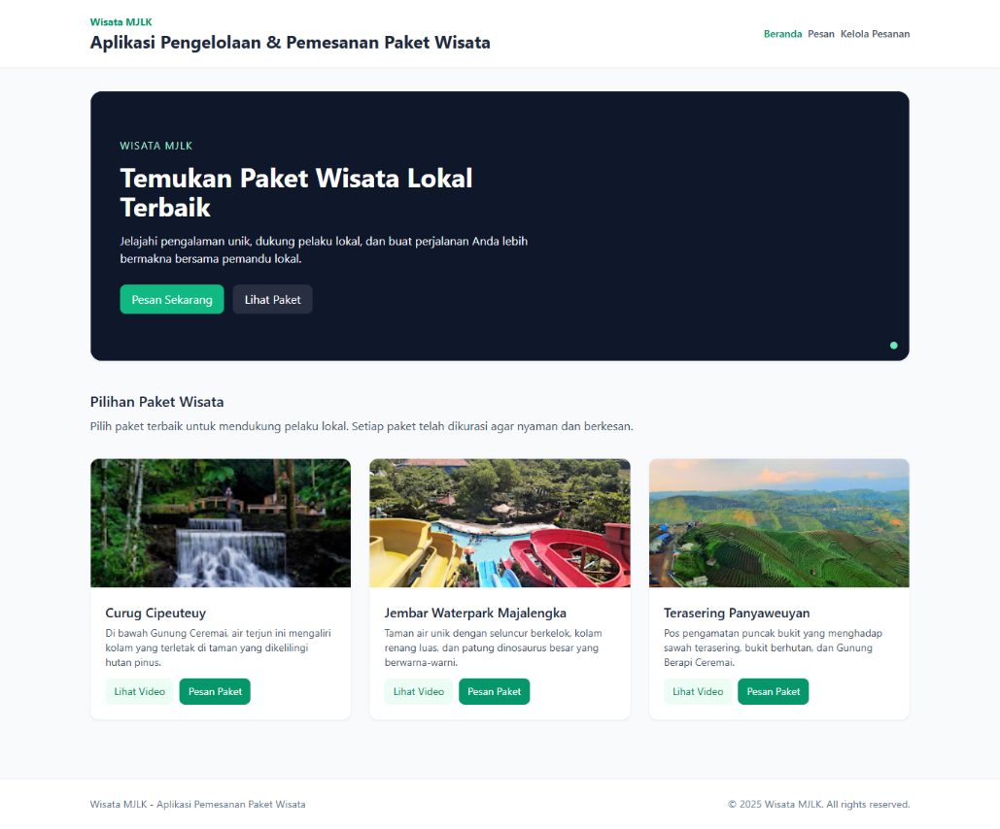 Wisata MJLK
Aplikasi Pengelolaan & Pemesanan Paket Wisata
Beranda Pesan Kelola Pesanan
WISATA MJLK
Temukan Paket Wisata Lokal
Terbaik
Jelajahi pengalaman unik, dukung pelaku lokal, dan buat perjalanan Anda lebih
bermakna bersama pemandu lokal.
Pesan Sekarang
Lihat Paket
Pilihan Paket Wisata
Pilih paket terbaik untuk mendukung pelaku lokal. Setiap paket telah dikurasi agar nyaman dan berkesan.
Curug Cipeuteuy
Di bawah Gunung Ceremai, air terjun ini mengaliri
kolam yang terletak di taman yang dikelilingi
hutan pinus.
Lihat Video
Pesan Paket
Jembar Waterpark Majalengka
Taman air unik dengan seluncur berkelok, kolam
renang luas, dan patung dinosaurus besar yang
berwarna-warni.
Lihat Video
Pesan Paket
Terasering Panyaweuyan
Pos pengamatan puncak bukit yang menghadap
sawah terasering, bukit berhutan, dan Gunung
Berapi Ceremai.
Lihat Video
Pesan Paket
Wisata MJLK - Aplikasi Pemesanan Paket Wisata
© 2025 Wisata MJLK. All rights reserved.